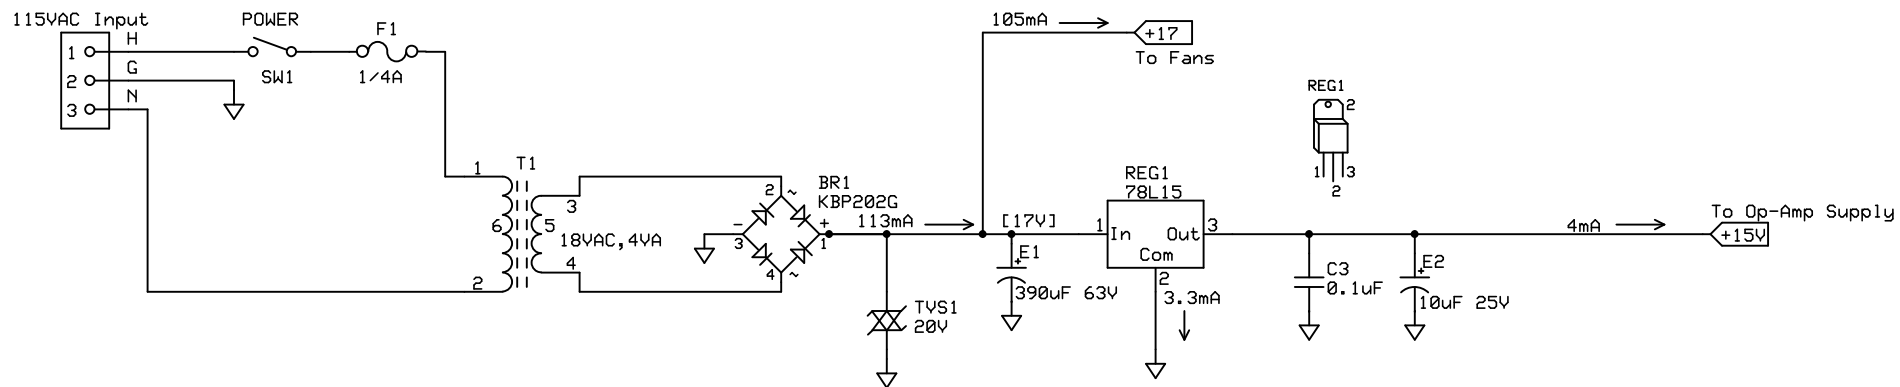 115VAC Input
1
H
2
G
3
N
POWER
SW1
F1
1/4A
1
T1
6
2
3
5
4
18VAC,4VA
BR1
KBP202G
2
~
-
3
+
1
4
~
113mA
TVS1
20V
105mA
+17
To Fans
[17V]
E1
+
390uF 63V
REG1
78L15
1
In
Out
3
Com
2
3.3mA
REG1
2
1
3
2
C3
0.1uF
E2
+
10uF 25V
4mA
To Op-Amp Supply
+15V